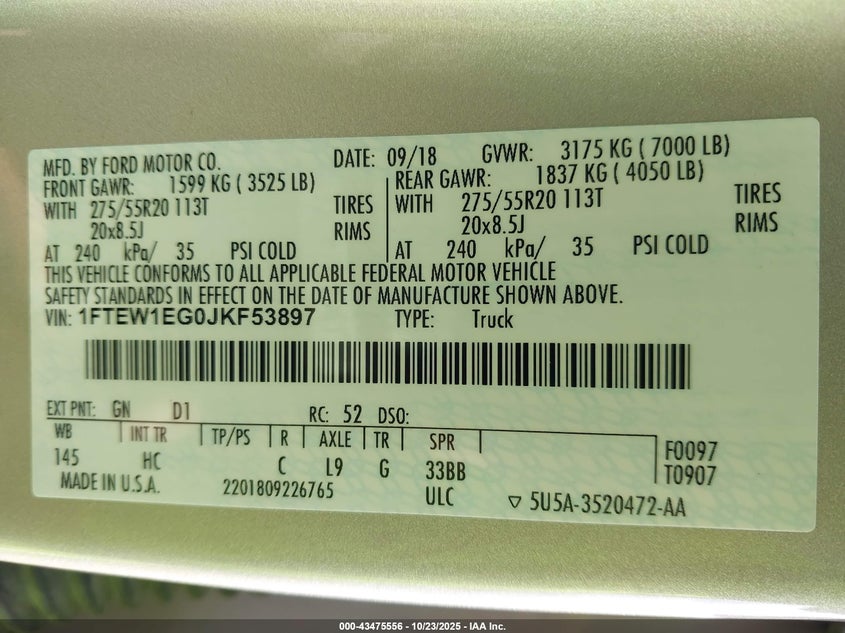 MFD. BY FORD MOTOR CO. DATE: 09/18 GVWR: 3175 KG ( 7000 LB)
FRONT GAWR: 1599 KG ( 3525 LB) REAR GAWR: 1837 KG ( 4050 LB)
WITH 275/55R20 113T TIRES WITH 275/55R20 113T TIRES
20x8.5J RIMS 20x8.5J RIMS
AT 240 kPa/ 35 PSI COLD AT 240 kPa/ 35 PSI COLD
THIS VEHICLE CONFORMS TO ALL APPLICABLE FEDERAL MOTOR VEHICLE
SAFETY STANDARDS IN EFFECT ON THE DATE OF MANUFACTURE SHOWN ABOVE.
VIN: 1FTEW1EG0JKF53897 TYPE: Truck
EXT PNT: GN D1 RC: 52 DSO:
WB INT TR TP/PS R AXLE TR SPR F0097
145 HC C L9 G 33BB T0907
MADE IN U.S.A. 2201809226765 ULC ▽ 5U5A-3520472-AA
000-43475556 - 10/23/2025 - IAA Inc.